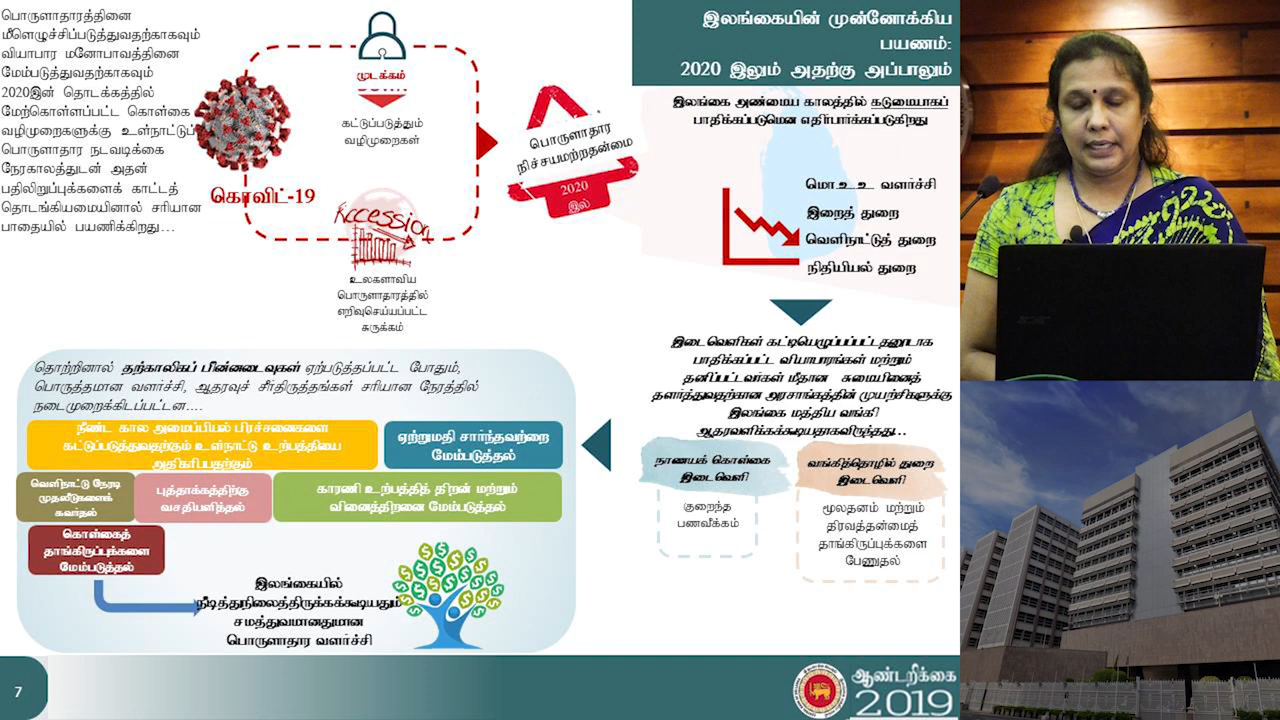 பொருளாதாரத்தினை
மீளெழுச்சிப்படுத்துவதற்காகவும்
வியாபார மனோபாவத்தினை
மேம்படுத்துவதற்காகவும்
2020இன் தொடக்கத்தில்
மேற்கொள்ளப்பட்ட கொள்கை
வழிமுறைகளுக்கு உள்நாட்டுப்
பொருளாதார நடவடிக்கை
நேரகாலத்துடன் அதன்
பதிலிறுப்புக்களைக் காட்டத்
தொடங்கியமையினால் சரியான
பாதையில் பயணிக்கிறது...
கொவிட்-19
முடக்கம்
கட்டுப்படுத்தும்
வழிமுறைகள்
உலகளாவிய
பொருளாதாரத்தில்
எறிவுசெய்யப்பட்ட
சுருக்கம்
பொருளாதார
நிச்சயமற்றதன்மை
2020
இல்
இலங்கையின் முன்னோக்கிய
பயணம்:
2020 இலும் அதற்கு அப்பாலும்
இலங்கை அண்மைய காலத்தில் கடுமையாகப்
பாதிக்கப்படுமென எதிர்பார்க்கப்படுகிறது
மொ.உ.உ வளர்ச்சி
இறைத் துறை
வெளிநாட்டுத் துறை
நிதியியல் துறை
இடைவெளிகள் கட்டியெழுப்பப்பட்டதனூடாக
பாதிக்கப்பட்ட வியாபாரங்கள் மற்றும்
தனிப்பட்டவர்கள் மீதான சுமையினைத்
தளர்த்துவதற்கான அரசாங்கத்தின் முயற்சிகளுக்கு
இலங்கை மத்திய வங்கி
ஆதரவளிக்கக்கூடியதாகவிருந்தது...
நாணயக் கொள்கை
இடைவெளி
குறைந்த
பணவீக்கம்
வங்கித்தொழில் துறை
இடைவெளி
மூலதனம் மற்றும்
திரவத்தன்மைத்
தாங்கிருப்புக்களை
பேணுதல்
தொற்றினால் தற்காலிகப் பின்னடைவுகள் ஏற்படுத்தப்பட்ட போதும்,
பொருத்தமான வளர்ச்சி, ஆதரவுச் சீர்திருத்தங்கள் சரியான நேரத்தில்
நடைமுறைக்கிடப்பட்டன....
நீண்ட கால அமைப்பியல் பிரச்சனைகளை
கட்டுப்படுத்துவதற்கும் உள்நாட்டு உற்பத்தியை
அதிகரிப்பதற்கும்
ஏற்றுமதி சார்ந்தவற்றை
மேம்படுத்தல்
வெளிநாட்டு நேரடி
முதலீடுகளைக்
கவர்தல்
புத்தாக்கத்திற்கு
வசதியளித்தல்
காரணி உற்பத்தித் திறன் மற்றும்
வினைத்திறனை மேம்படுத்தல்
கொள்கைத்
தாங்கிருப்புக்களை
மேம்படுத்தல்
இலங்கையில்
நீடித்துநிலைத்திருக்கக்கூடியதும்
சமத்துவமானதுமான
பொருளாதார வளர்ச்சி
7
ஆண்டறிக்கை
2019